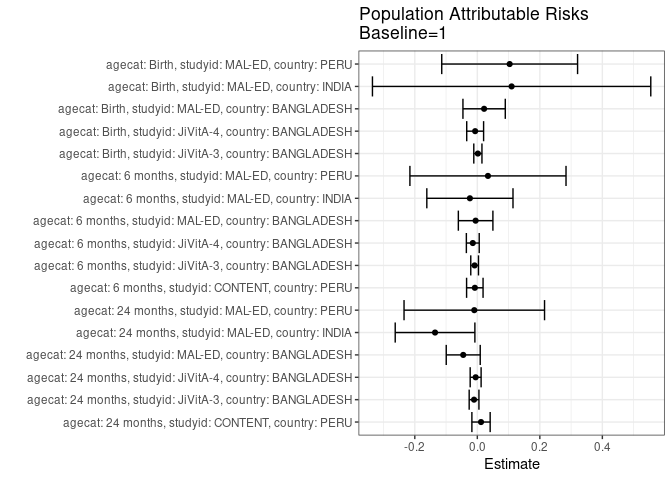 Population Attributable Risks
Baseline=1
agecat: Birth, studyid: MAL-ED, country: PERU
agecat: Birth, studyid: MAL-ED, country: INDIA
agecat: Birth, studyid: MAL-ED, country: BANGLADESH
agecat: Birth, studyid: JiVitA-4, country: BANGLADESH
agecat: Birth, studyid: JiVitA-3, country: BANGLADESH
agecat: 6 months, studyid: MAL-ED, country: PERU
agecat: 6 months, studyid: MAL-ED, country: INDIA
agecat: 6 months, studyid: MAL-ED, country: BANGLADESH
agecat: 6 months, studyid: JiVitA-4, country: BANGLADESH
agecat: 6 months, studyid: JiVitA-3, country: BANGLADESH
agecat: 6 months, studyid: CONTENT, country: PERU
agecat: 24 months, studyid: MAL-ED, country: PERU
agecat: 24 months, studyid: MAL-ED, country: INDIA
agecat: 24 months, studyid: MAL-ED, country: BANGLADESH
agecat: 24 months, studyid: JiVitA-4, country: BANGLADESH
agecat: 24 months, studyid: JiVitA-3, country: BANGLADESH
agecat: 24 months, studyid: CONTENT, country: PERU
-0.2 0.0 0.2 0.4
Estimate